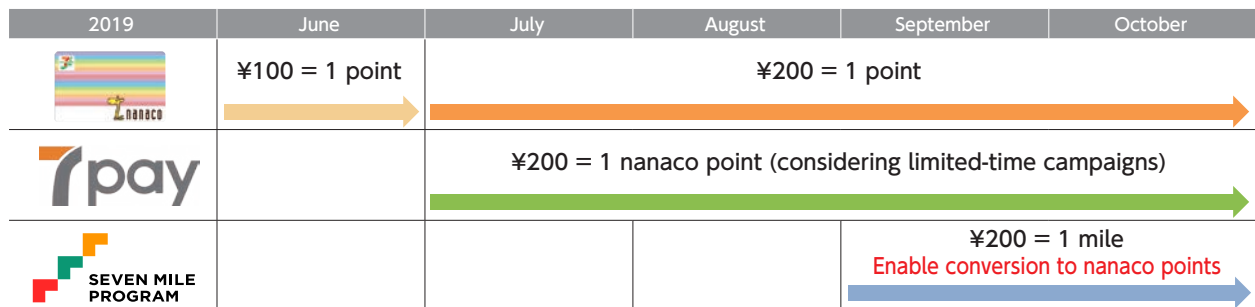 2019 June July August September October
nanaco
¥100 = 1 point
¥200 = 1 point
7pay
¥200 = 1 nanaco point (considering limited-time campaigns)
SEVEN MILE
PROGRAM
¥200 = 1 mile
Enable conversion to nanaco points